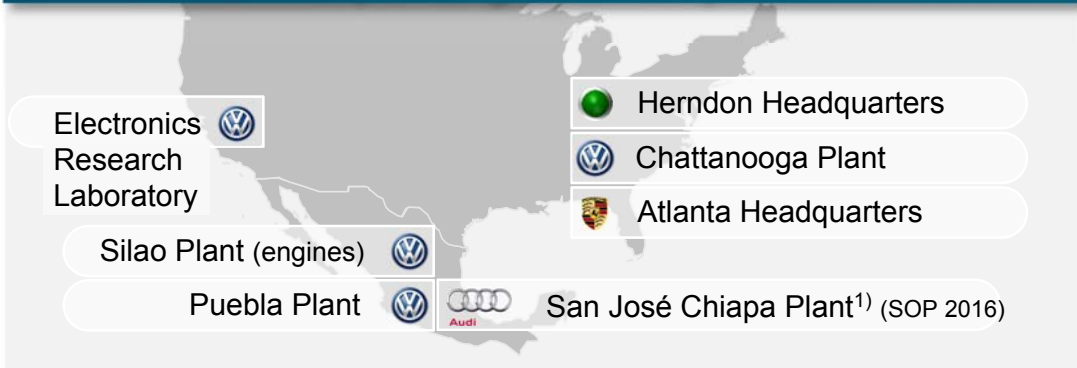 Electronics
Research
Laboratory
Herndon Headquarters
Chattanooga Plant
Atlanta Headquarters
Silao Plant (engines)
Puebla Plant
Audi
San José Chiapa Plant¹⁾ (SOP 2016)